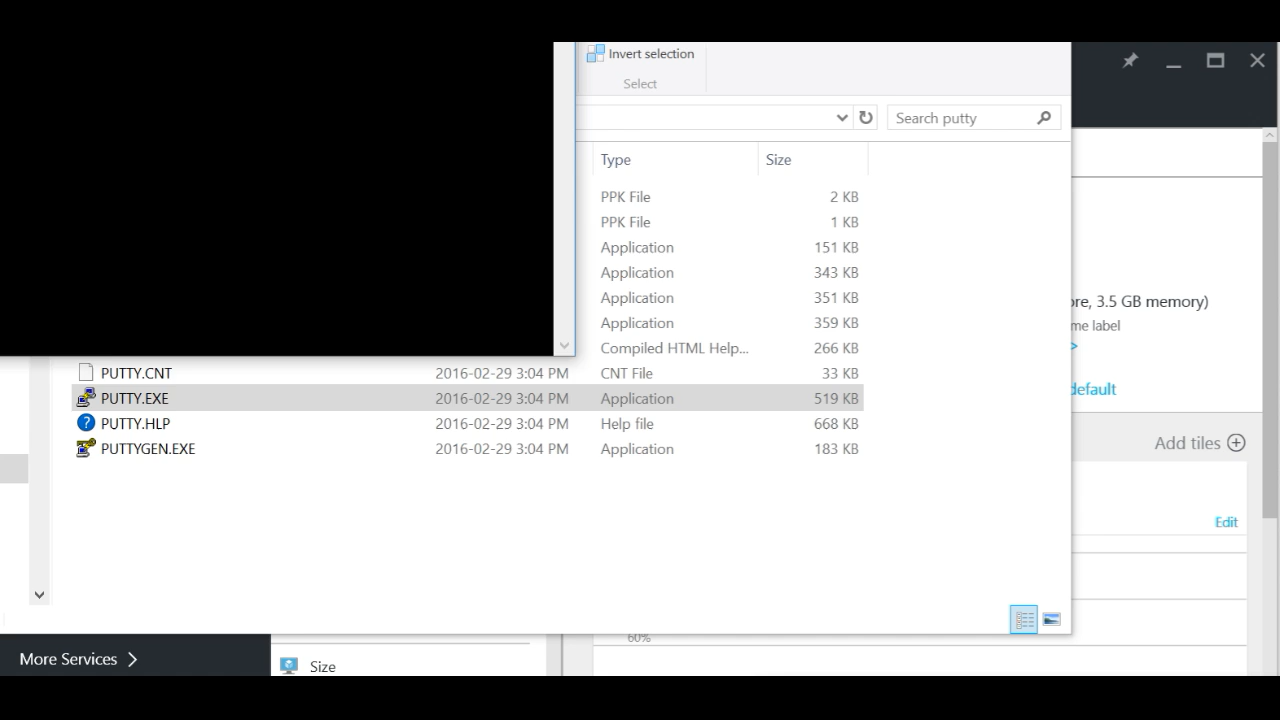 Invert selection
Select
Search putty
Type Size
PPK File 2 KB
PPK File 1 KB
Application 151 KB
Application 343 KB
Application 351 KB
Application 359 KB
Compiled HTML Help... 266 KB
PUTTY.CNT 2016-02-29 3:04 PM CNT File 33 KB
PUTTY.EXE 2016-02-29 3:04 PM Application 519 KB
PUTTY.HLP 2016-02-29 3:04 PM Help file 668 KB
PUTTYGEN.EXE 2016-02-29 3:04 PM Application 183 KB
ore, 3.5 GB memory)
me label
>
default
Add tiles
Edit
60%
More Services
Size